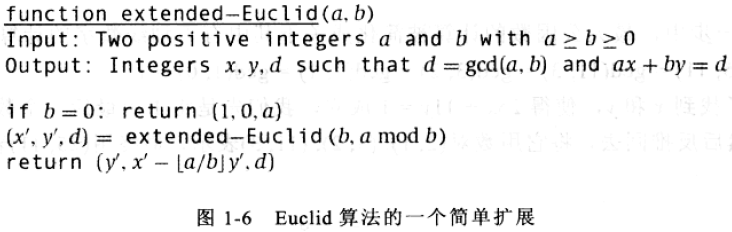 function extended-Euclid(a, b)
Input: Two positive integers a and b with a ≥ b ≥ 0
Output: Integers x, y, d such that d = gcd(a, b) and ax + by = d
if b = 0: return (1, 0, a)
(x′, y′, d) = extended-Euclid(b, a mod b)
return (y′, x′ − ⌊a/b⌋y′, d)
图 1-6 Euclid 算法的一个简单扩展